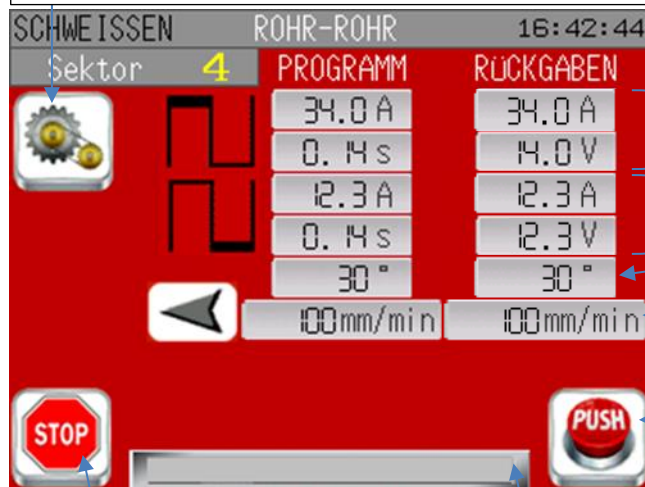 SCHWEISSEN ROHR-ROHR 16:42:44
Sektor 4 PROGRAMM RÜCKGABEN
34.0 A 34.0 A
0.14 s 14.0 V
12.3 A 12.3 A
0.14 s 12.3 V
30° 30°
100 mm/min 100 mm/min
STOP PUSH